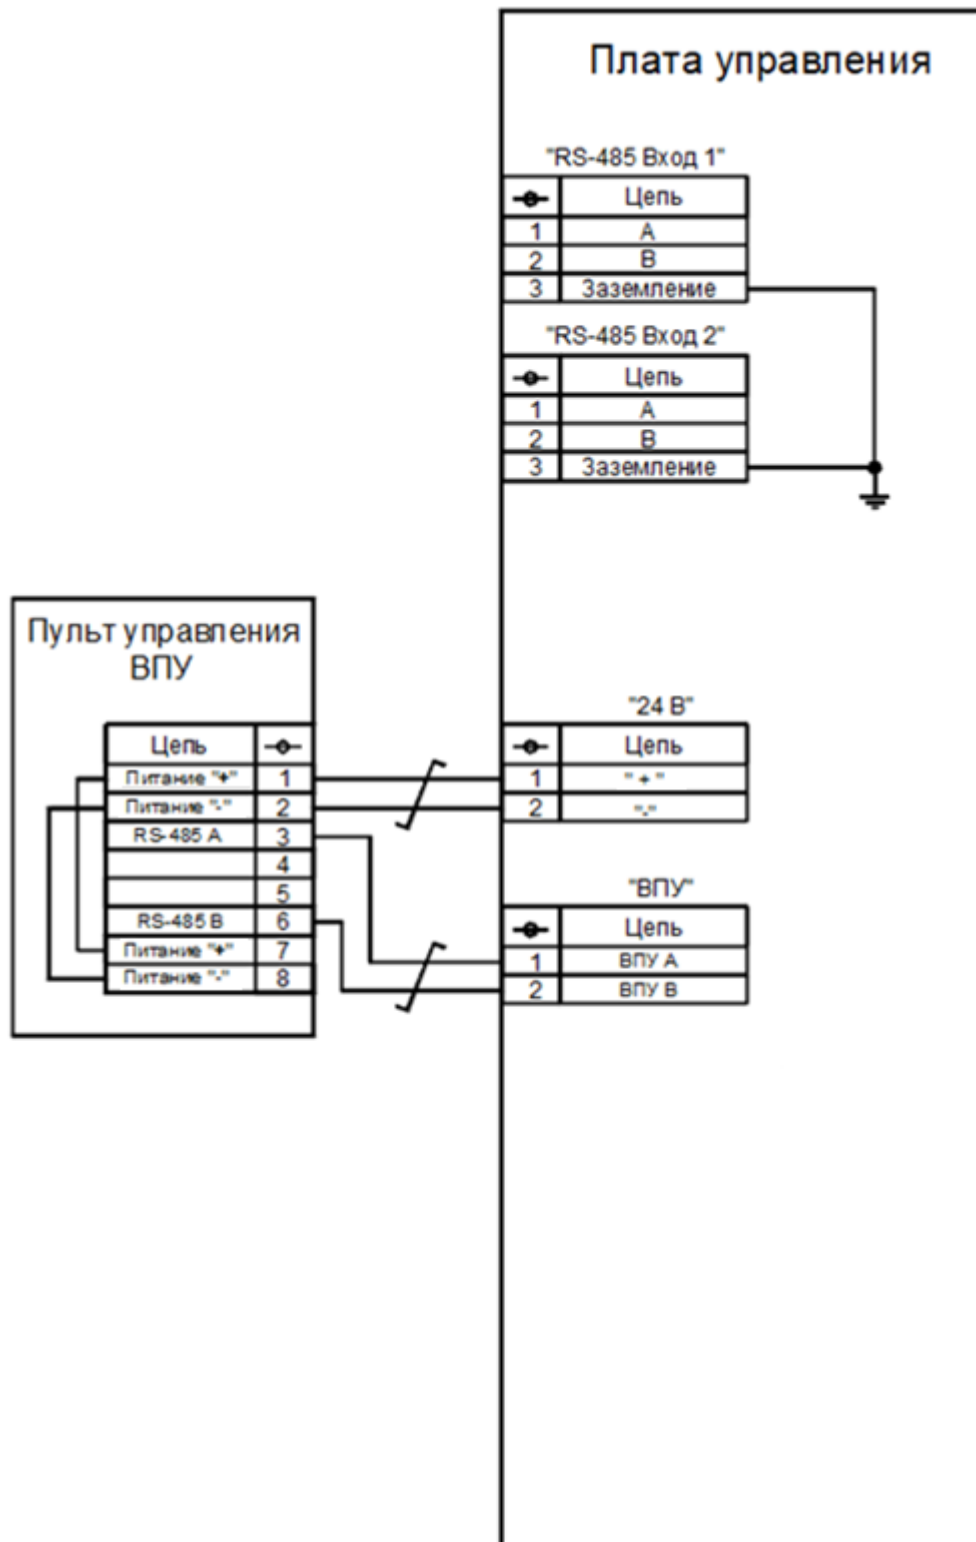 Плата управления
"RS-485 Вход 1"
Цепь
1 A
2 B
3 Заземление
"RS-485 Вход 2"
Цепь
1 A
2 B
3 Заземление
Пульт управления
ВПУ
Цепь
Питание "+" 1
Питание "-" 2
RS-485 A 3
4
5
RS-485 B 6
Питание "+" 7
Питание "-" 8
"24 В"
Цепь
1 "+"
2 "-"
"ВПУ"
Цепь
1 ВПУ A
2 ВПУ B